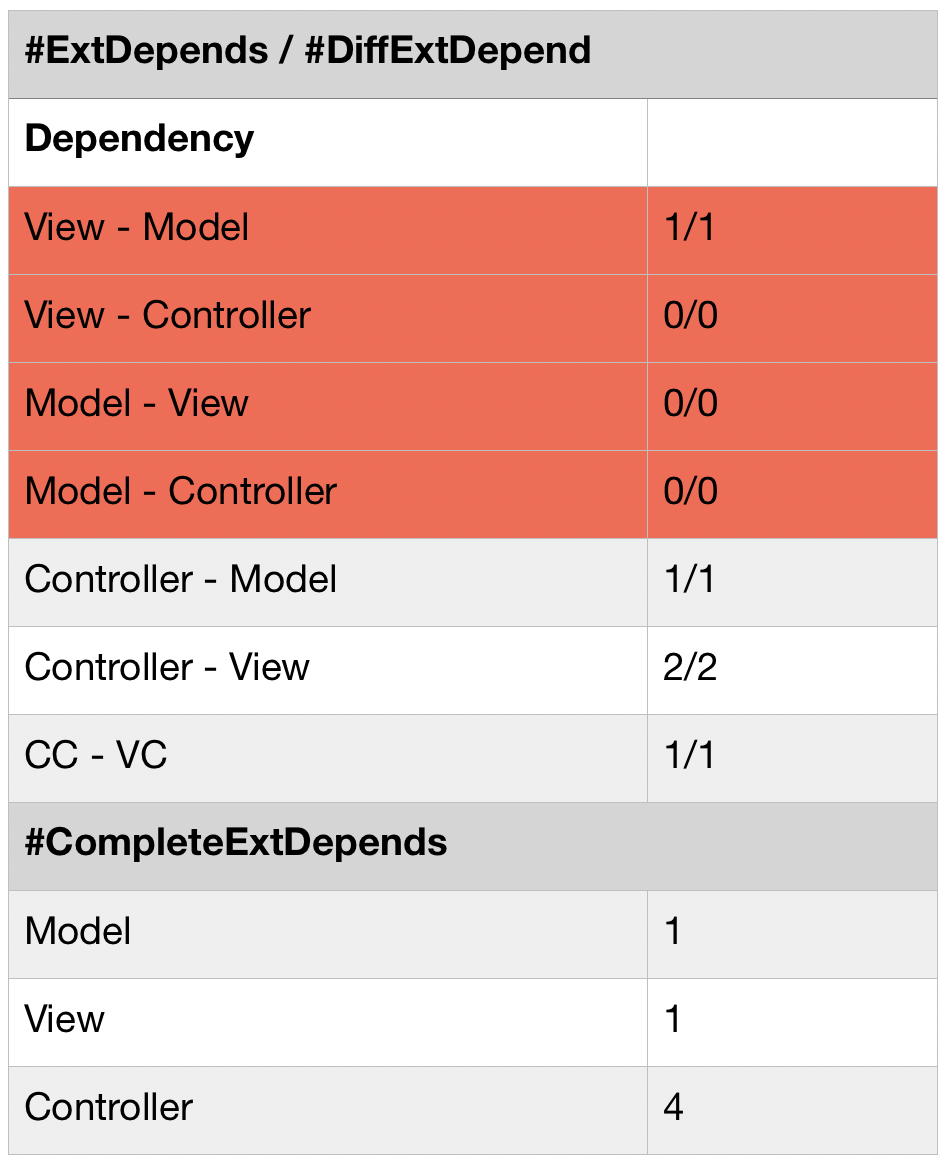 #ExtDepends / #DiffExtDepend
Dependency
View - Model 1/1
View - Controller 0/0
Model - View 0/0
Model - Controller 0/0
Controller - Model 1/1
Controller - View 2/2
CC - VC 1/1
#CompleteExtDepends
Model 1
View 1
Controller 4